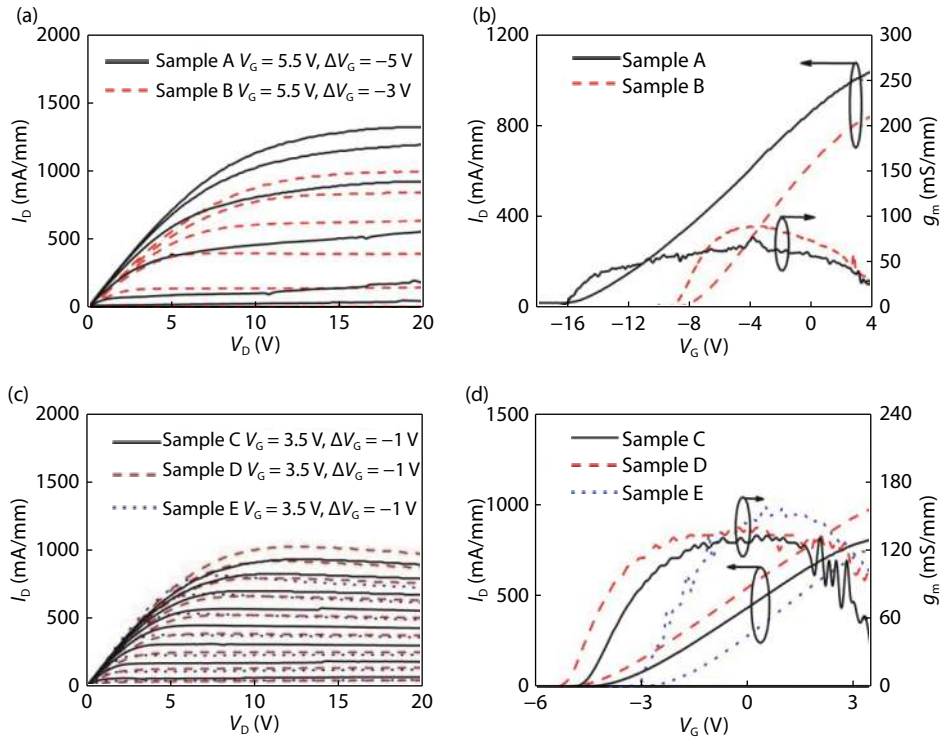 (a)
2000
1500
1000
500
0
I_D (mA/mm)
Sample A V_G = 5.5 V, ΔV_G = −5 V
Sample B V_G = 5.5 V, ΔV_G = −3 V
0 5 10 15 20
V_D (V)
(b)
1200
800
400
0
I_D (mA/mm)
Sample A
Sample B
300
250
200
150
100
50
0
g_m (mS/mm)
−16 −12 −8 −4 0 4
V_G (V)
(c)
2000
1500
1000
500
0
I_D (mA/mm)
Sample C V_G = 3.5 V, ΔV_G = −1 V
Sample D V_G = 3.5 V, ΔV_G = −1 V
Sample E V_G = 3.5 V, ΔV_G = −1 V
0 5 10 15 20
V_D (V)
(d)
1500
1000
500
0
I_D (mA/mm)
Sample C
Sample D
Sample E
240
180
120
60
0
g_m (mS/mm)
−6 −3 0 3
V_G (V)